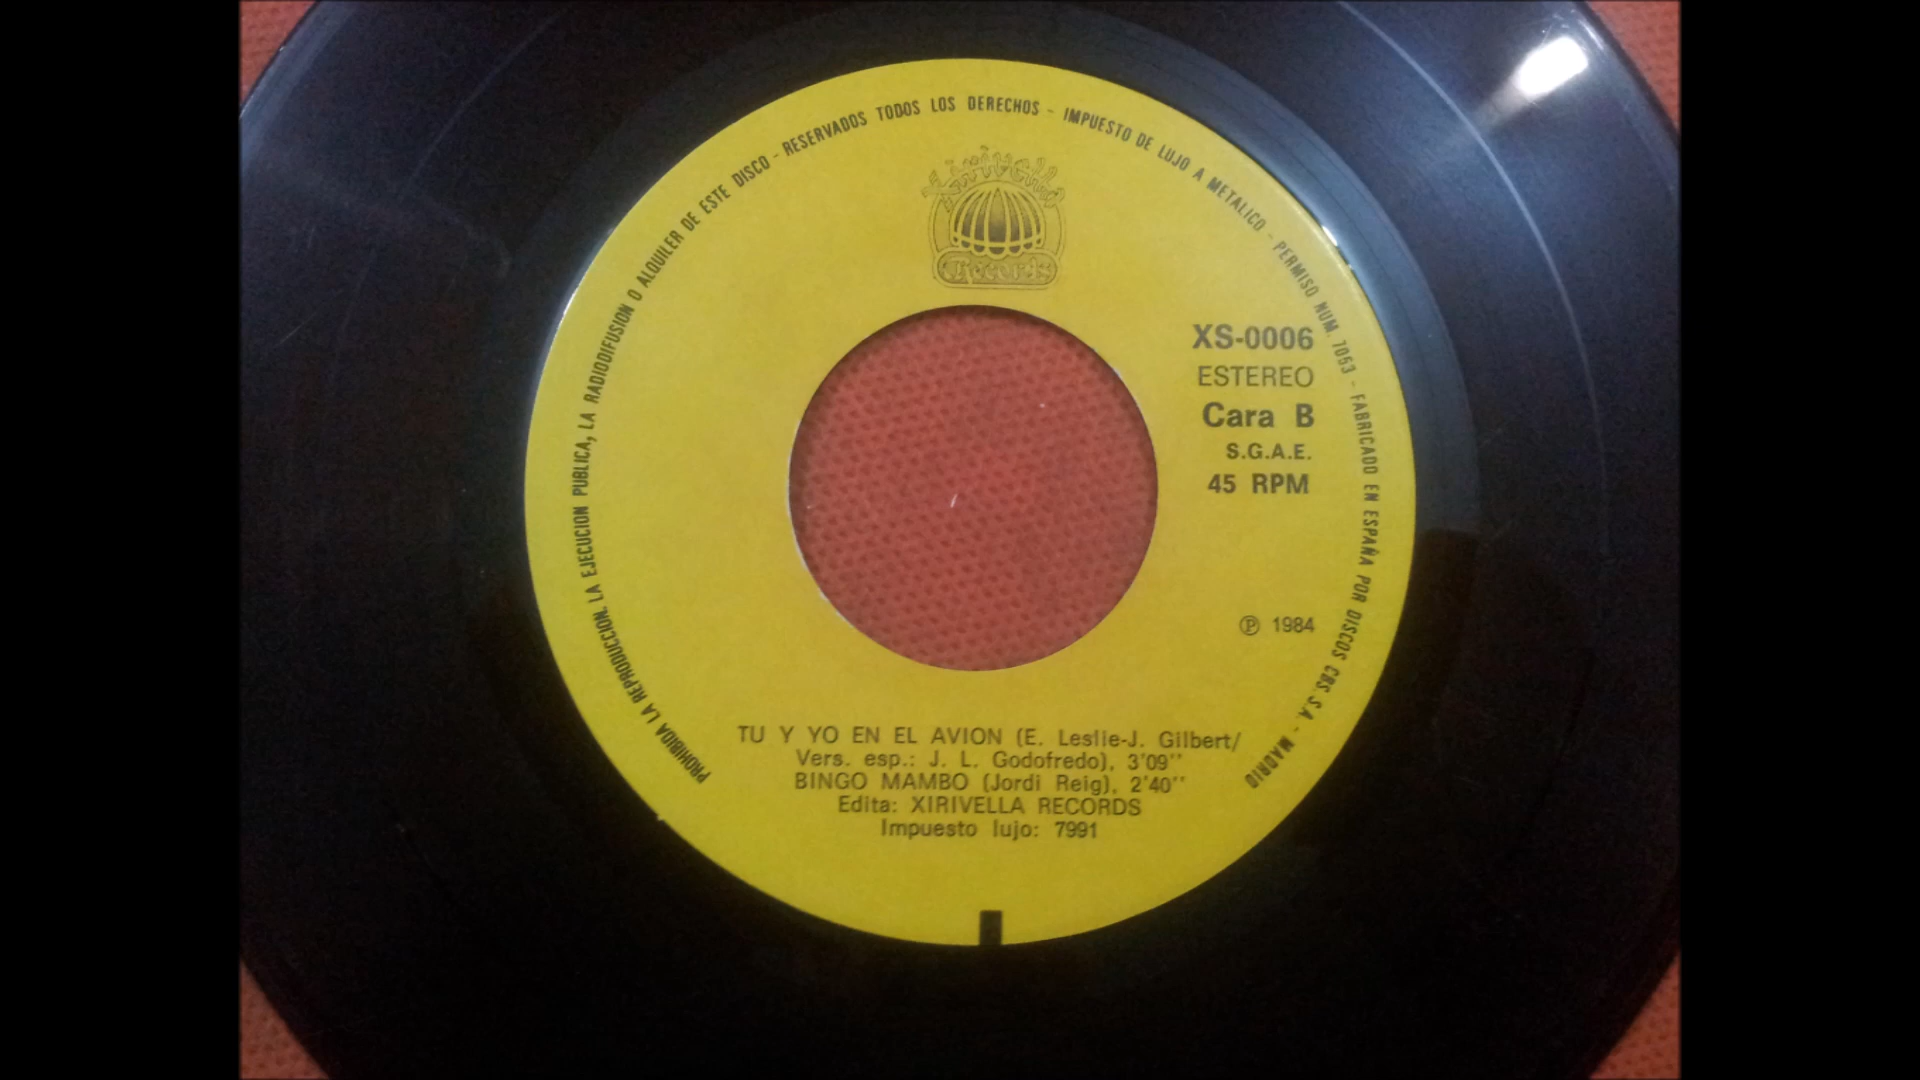 PROHIBIDA LA REPRODUCCION, LA EJECUCION PUBLICA, LA RADIODIFUSION O ALQUILER DE ESTE DISCO - RESERVADOS TODOS LOS DERECHOS - IMPUESTO DE LUJO A METALICO - PERMISO NUM. 7053 - FABRICADO EN ESPAÑA POR DISCOS CBS. S.A. - MADRID
Xirivella
Records
XS-0006
ESTEREO
Cara B
S.G.A.E.
45 RPM
Ⓟ 1984
TU Y YO EN EL AVION (E. Leslie-J. Gilbert/
Vers. esp.: J. L. Godofredo), 3'09''
BINGO MAMBO (Jordi Reig), 2'40''
Edita: XIRIVELLA RECORDS
Impuesto lujo: 7991